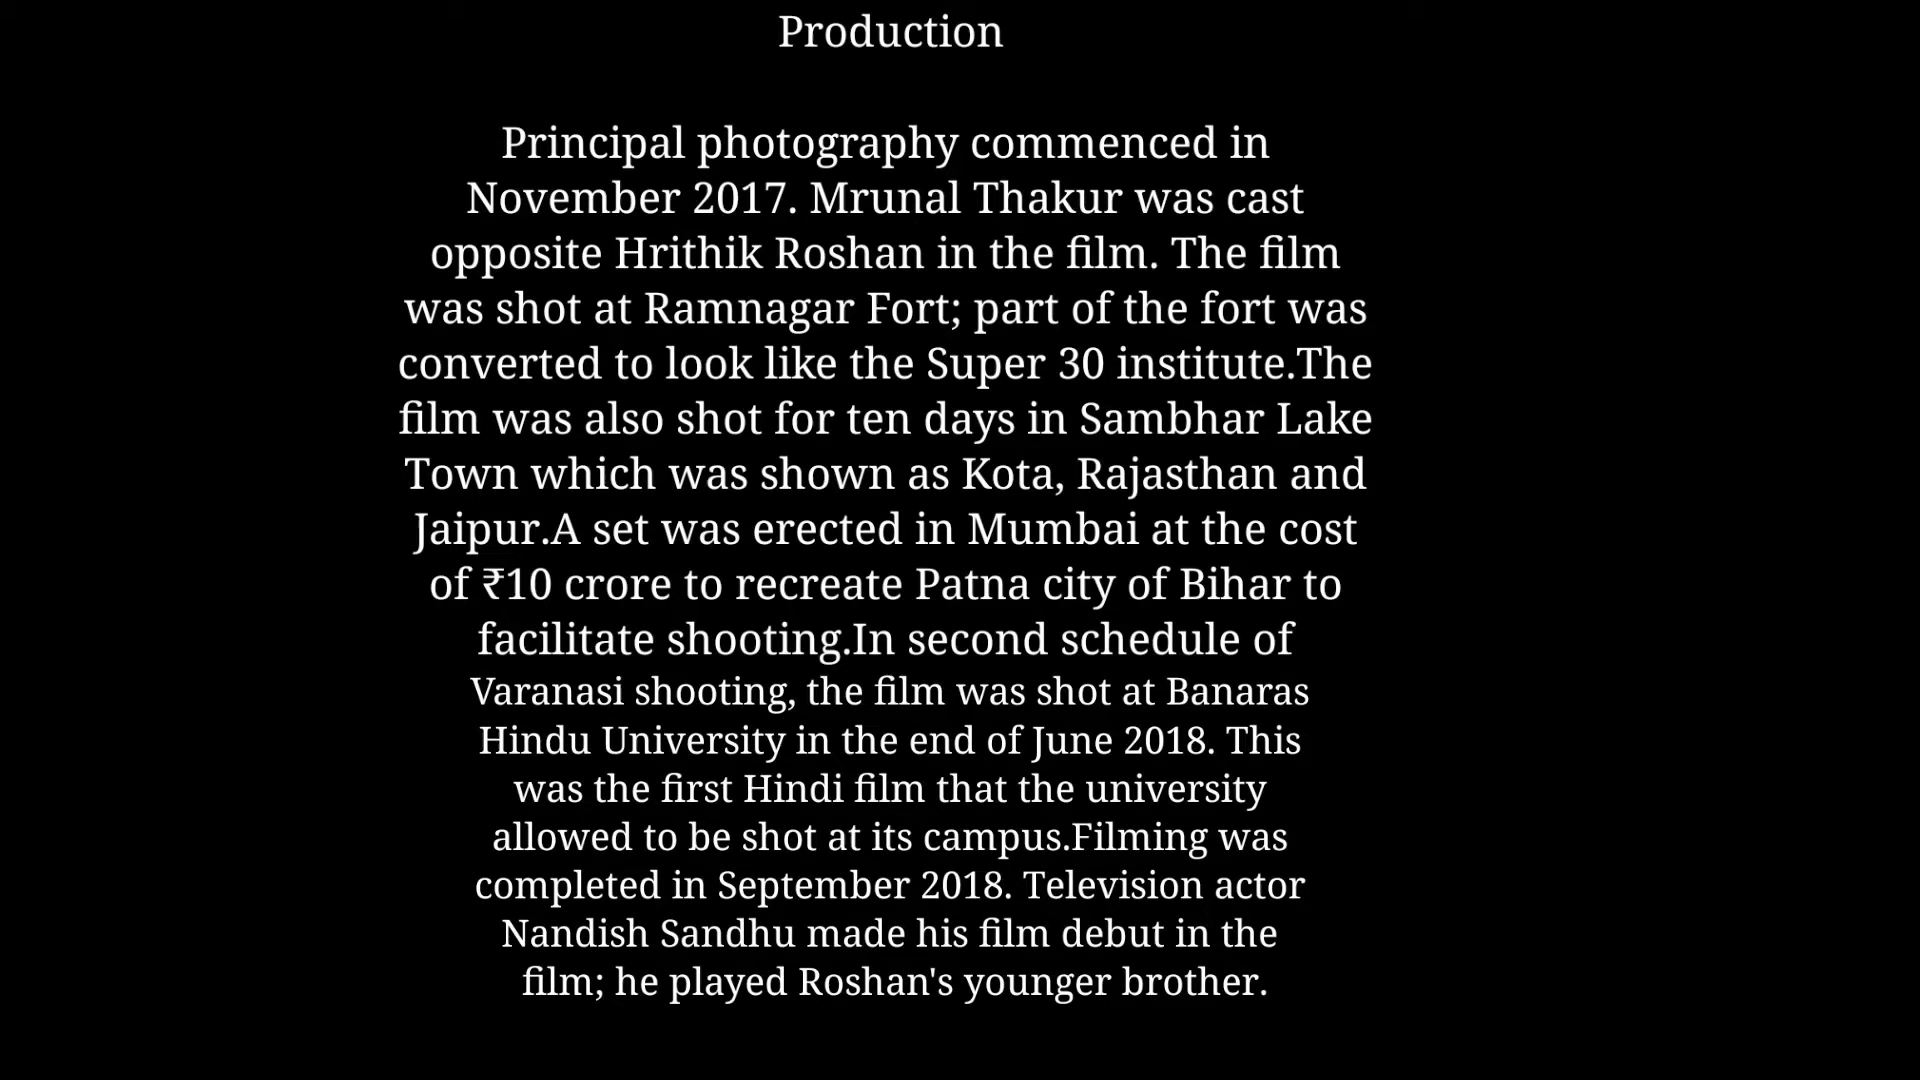 Production
Principal photography commenced in
November 2017. Mrunal Thakur was cast
opposite Hrithik Roshan in the film. The film
was shot at Ramnagar Fort; part of the fort was
converted to look like the Super 30 institute.The
film was also shot for ten days in Sambhar Lake
Town which was shown as Kota, Rajasthan and
Jaipur.A set was erected in Mumbai at the cost
of ₹10 crore to recreate Patna city of Bihar to
facilitate shooting.In second schedule of
Varanasi shooting, the film was shot at Banaras
Hindu University in the end of June 2018. This
was the first Hindi film that the university
allowed to be shot at its campus.Filming was
completed in September 2018. Television actor
Nandish Sandhu made his film debut in the
film; he played Roshan's younger brother.